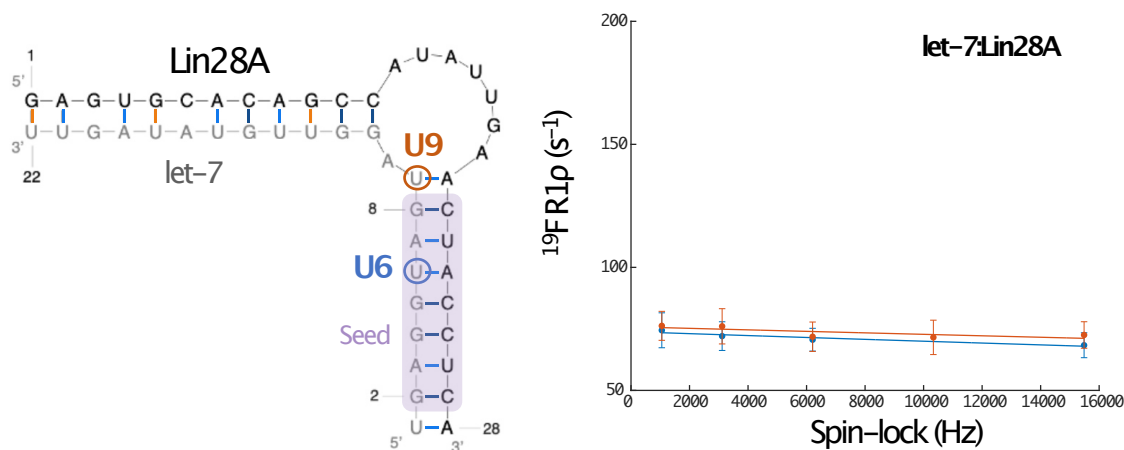 1
5'
Lin28A
G A G U G C A C A G C C A U A U U G A
U U G A U A U G U U G G A
3'
22
let-7
U9
U A
8 G C
A U
U6
U A
G C
Seed
G C
A U
2 G C
U A 28
5' 3'
let-7:Lin28A
¹⁹F R1ρ (s⁻¹)
200
150
100
50
0 2000 4000 6000 8000 10000 12000 14000 16000
Spin-lock (Hz)